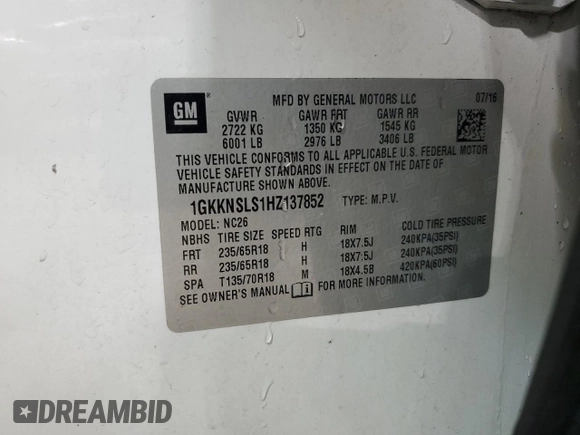 GM
®
MFD BY GENERAL MOTORS LLC 07/16
GVWR GAWR FRT GAWR RR
2722 KG 1350 KG 1545 KG
6001 LB 2976 LB 3406 LB
THIS VEHICLE CONFORMS TO ALL APPLICABLE U.S. FEDERAL MOTOR
VEHICLE SAFETY STANDARDS IN EFFECT ON THE DATE OF
MANUFACTURE SHOWN ABOVE.
1GKKNSLS1HZ137852 TYPE: M.P.V.
MODEL: NC26
NBHS TIRE SIZE SPEED RTG RIM COLD TIRE PRESSURE
FRT 235/65R18 H 18X7.5J 240KPA(35PSI)
RR 235/65R18 H 18X7.5J 240KPA(35PSI)
SPA T135/70R18 M 18X4.5B 420KPA(60PSI)
SEE OWNER'S MANUAL FOR MORE INFORMATION.
DREAMBID